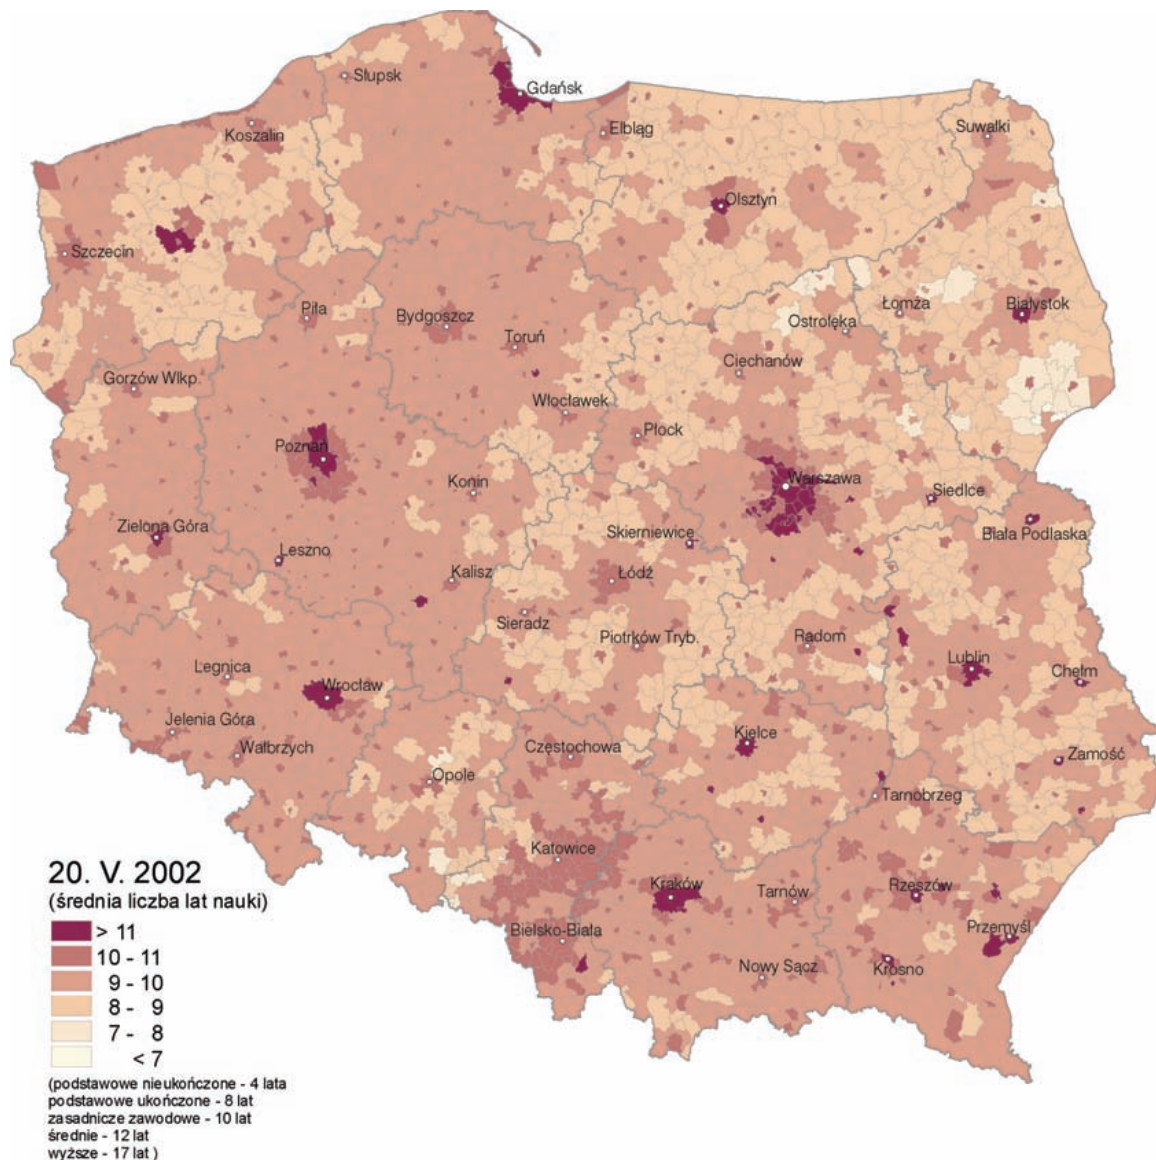 Słupsk
Gdańsk
Koszalin
Elbląg
Suwałki
Olsztyn
Szczecin
Piła
Bydgoszcz
Toruń
Ostrołęka
Łomża
Białystok
Gorzów Wlkp.
Ciechanów
Włocławek
Płock
Poznań
Konin
Warszawa
Siedlce
Zielona Góra
Leszno
Skierniewice
Biała Podlaska
Kalisz
Łódź
Sieradz
Piotrków Tryb.
Radom
Legnica
Wrocław
Lublin
Chełm
Jelenia Góra
Wałbrzych
Częstochowa
Kielce
Zamość
Opole
Tarnobrzeg
Katowice
Kraków
Tarnów
Rzeszów
Bielsko-Biała
Przemyśl
Nowy Sącz
Krosno
20. V. 2002
(średnia liczba lat nauki)
> 11
10 - 11
9 - 10
8 - 9
7 - 8
< 7
(podstawowe nieukończone - 4 lata
podstawowe ukończone - 8 lat
zasadnicze zawodowe - 10 lat
średnie - 12 lat
wyższe - 17 lat )